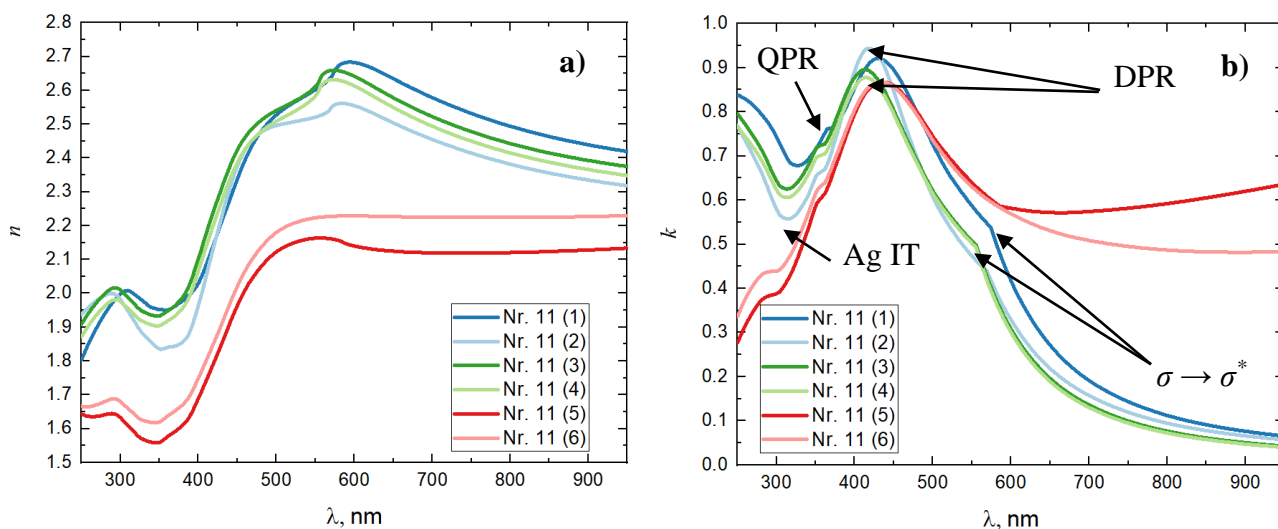 2.8
2.7
2.6
2.5
2.4
2.3
2.2
2.1
2.0
1.9
1.8
1.7
1.6
1.5
n
300 400 500 600 700 800 900
λ, nm
a)
Nr. 11 (1)
Nr. 11 (2)
Nr. 11 (3)
Nr. 11 (4)
Nr. 11 (5)
Nr. 11 (6)
1.0
0.9
0.8
0.7
0.6
0.5
0.4
0.3
0.2
0.1
0.0
k
300 400 500 600 700 800 900
λ, nm
b)
QPR
DPR
Ag IT
σ → σ*
Nr. 11 (1)
Nr. 11 (2)
Nr. 11 (3)
Nr. 11 (4)
Nr. 11 (5)
Nr. 11 (6)